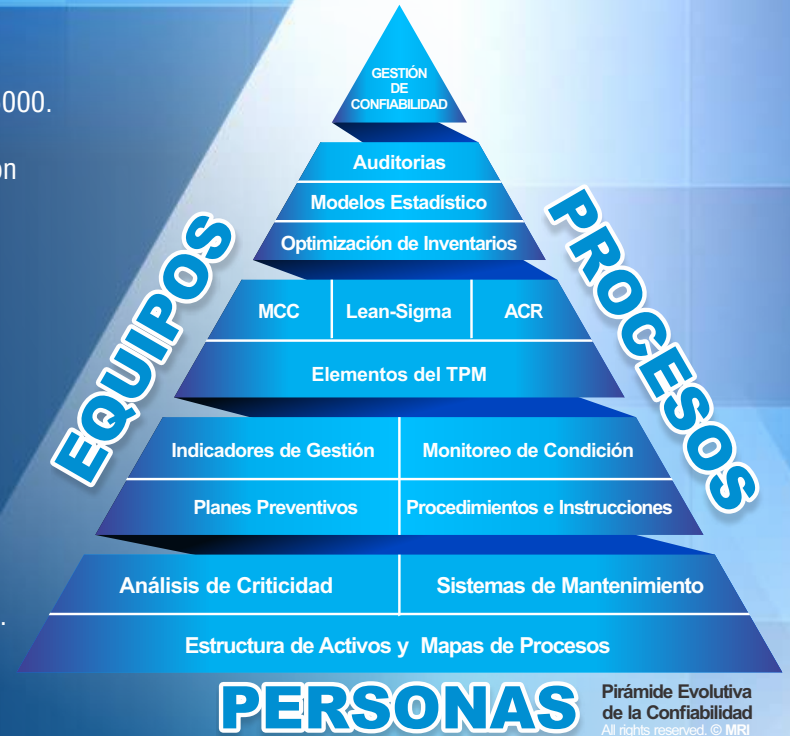 000.
on
.
GESTIÓN
DE
CONFIABILIDAD
Auditorias
Modelos Estadístico
Optimización de Inventarios
EQUIPOS
PROCESOS
MCC Lean-Sigma ACR
Elementos del TPM
Indicadores de Gestión Monitoreo de Condición
Planes Preventivos Procedimientos e Instrucciones
Análisis de Criticidad Sistemas de Mantenimiento
Estructura de Activos y Mapas de Procesos
PERSONAS
Pirámide Evolutiva
de la Confiabilidad
All rights reserved. © MRI